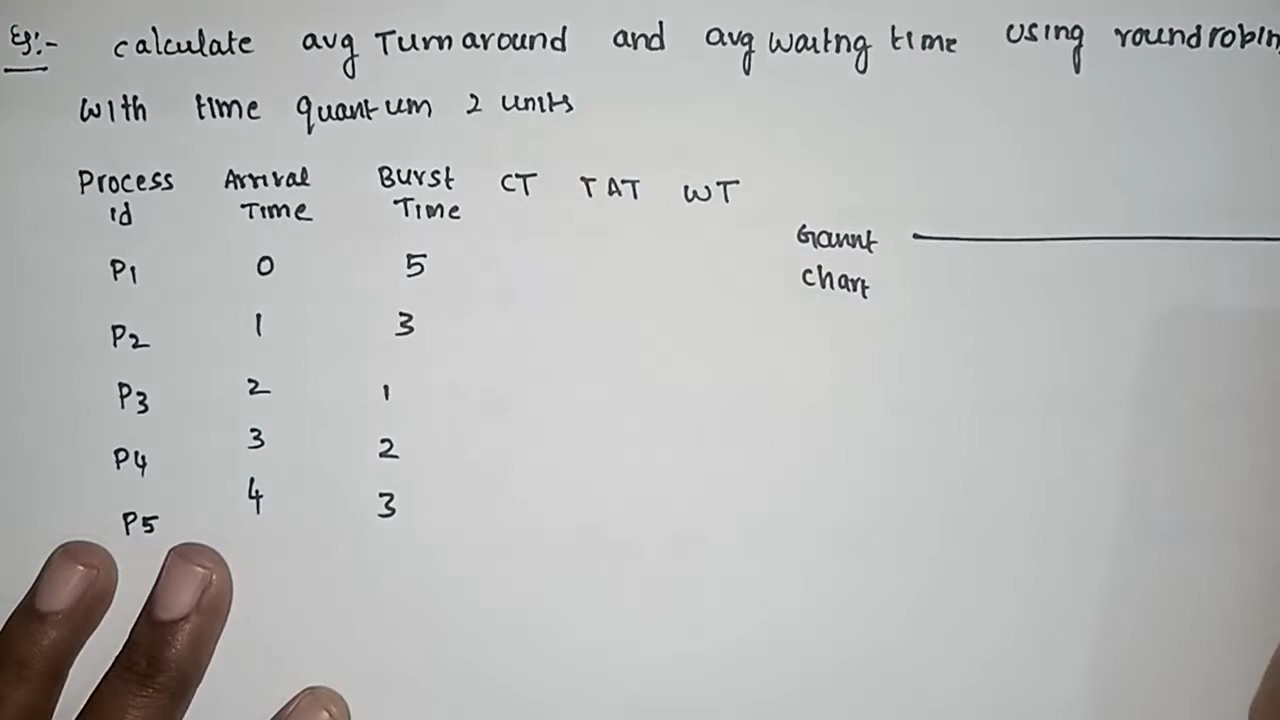 Eg:- calculate avg Turnaround and avg waitng time using roundrobin
with time quantum 2 units
Process id Arrival Time Burst Time CT TAT WT
P1 0 5
P2 1 3
P3 2 1
P4 3 2
P5 4 3
Gannt
chart